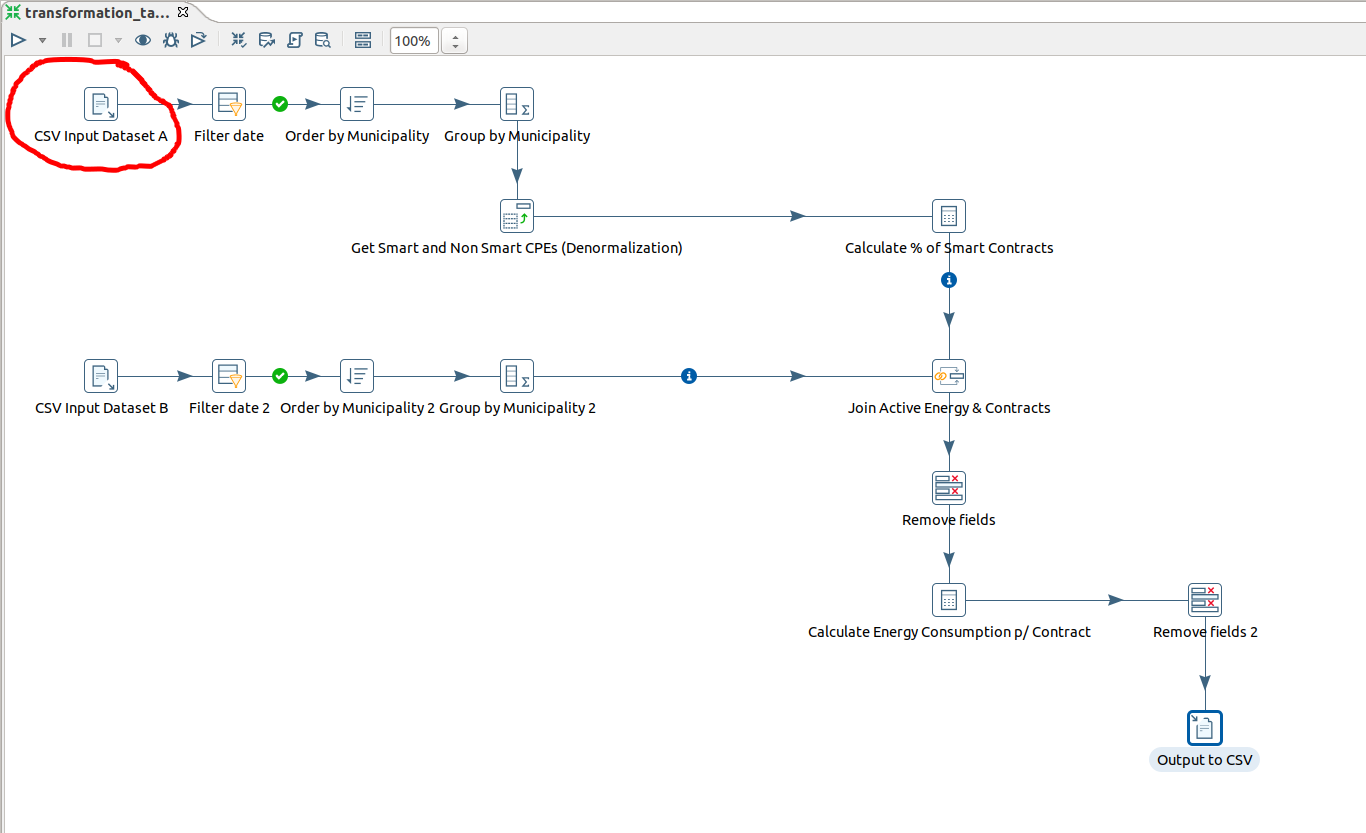 transformation_ta...
100%
CSV Input Dataset A
Filter date
Order by Municipality
Group by Municipality
Get Smart and Non Smart CPEs (Denormalization)
Calculate % of Smart Contracts
CSV Input Dataset B
Filter date 2
Order by Municipality 2
Group by Municipality 2
Join Active Energy & Contracts
Remove fields
Calculate Energy Consumption p/ Contract
Remove fields 2
Output to CSV